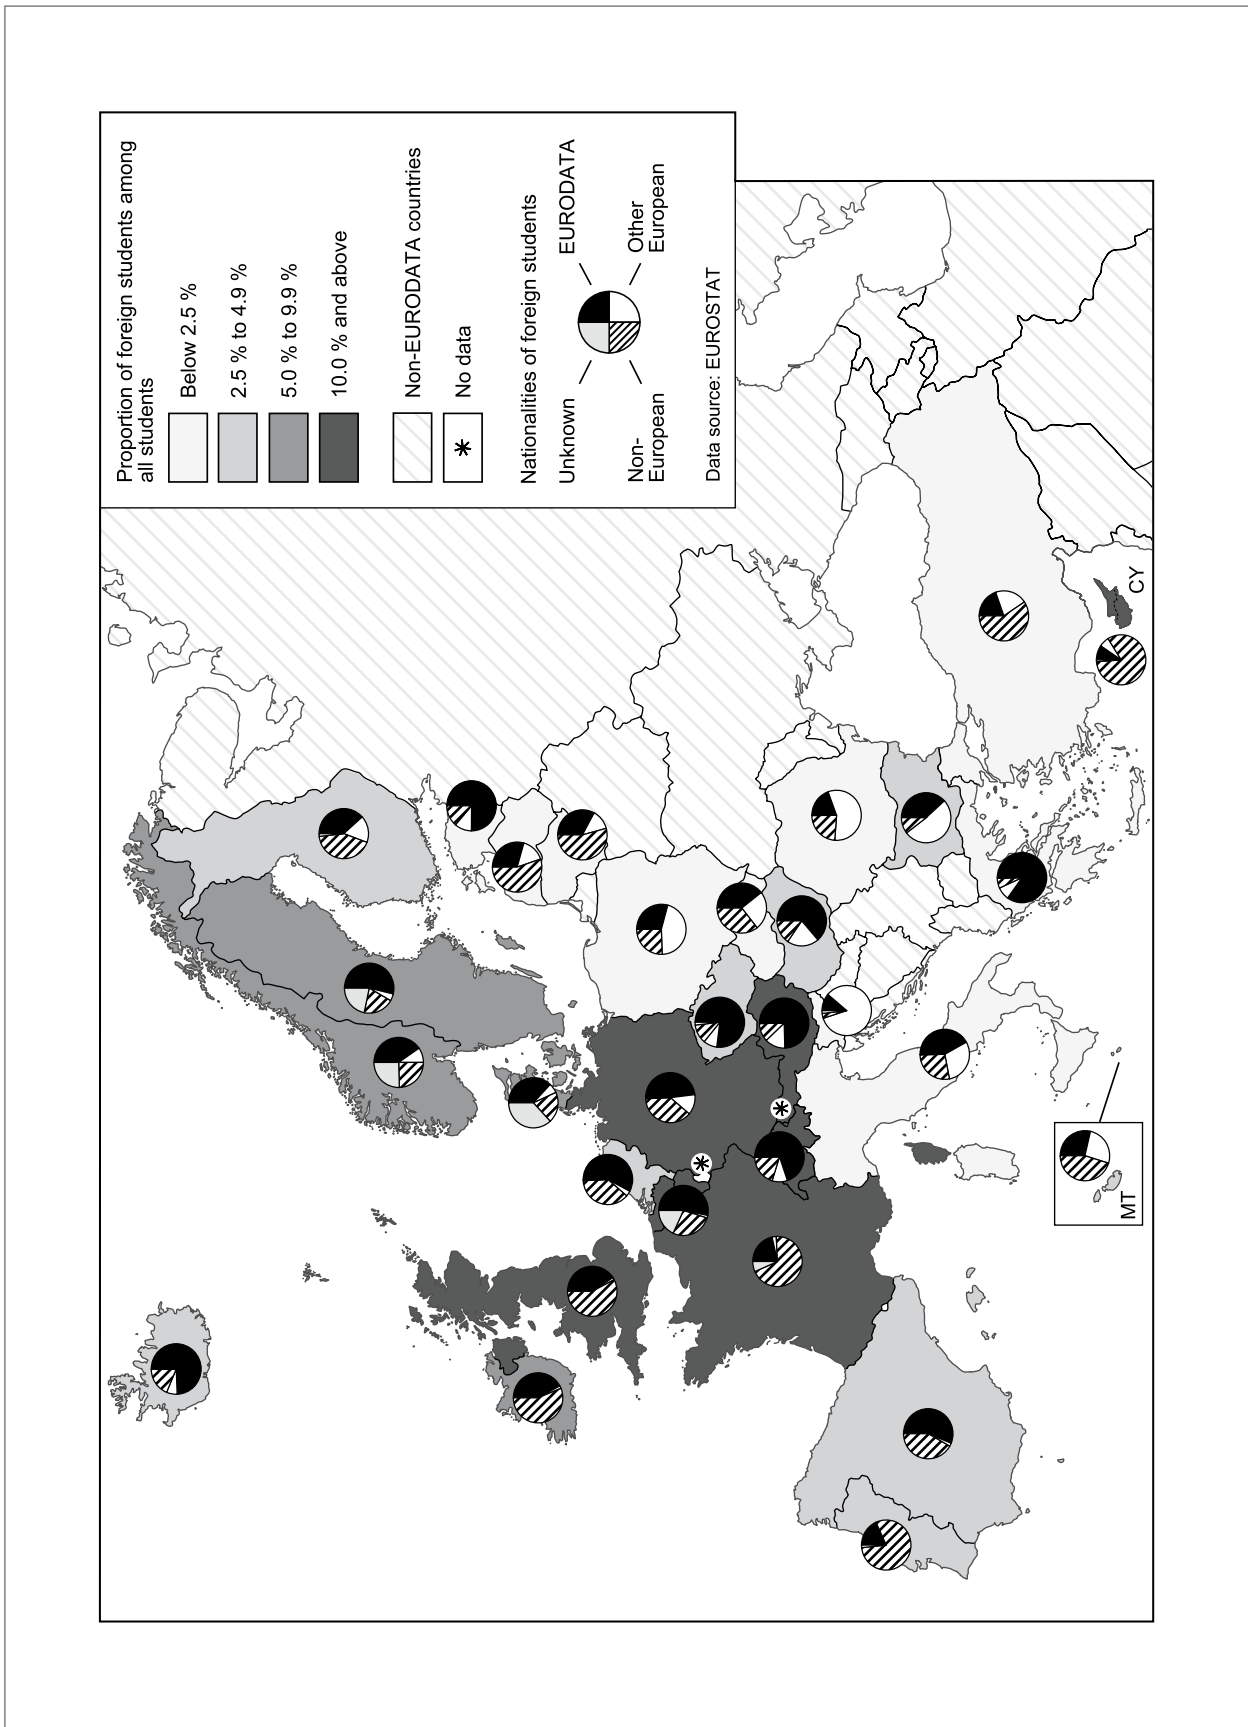 Proportion of foreign students among
all students
Below 2.5 %
2.5 % to 4.9 %
5.0 % to 9.9 %
10.0 % and above
Non-EURODATA countries
No data
Nationalities of foreign students
Unknown
EURODATA
Non-
European
Other
European
Data source: EUROSTAT
CY
MT